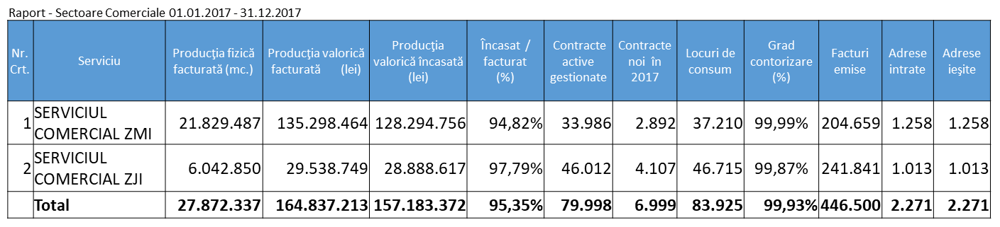 Raport - Sectoare Comerciale 01.01.2017 - 31.12.2017
Nr. Crt. Serviciu Producţia fizică facturată (mc.) Producţia valorică facturată (lei) Producţia valorică încasată (lei) Încasat / facturat (%) Contracte active gestionate Contracte noi în 2017 Locuri de consum Grad contorizare (%) Facturi emise Adrese intrate Adrese ieşite
1 SERVICIUL COMERCIAL ZMI 21.829.487 135.298.464 128.294.756 94,82% 33.986 2.892 37.210 99,99% 204.659 1.258 1.258
2 SERVICIUL COMERCIAL ZJI 6.042.850 29.538.749 28.888.617 97,79% 46.012 4.107 46.715 99,87% 241.841 1.013 1.013
Total 27.872.337 164.837.213 157.183.372 95,35% 79.998 6.999 83.925 99,93% 446.500 2.271 2.271